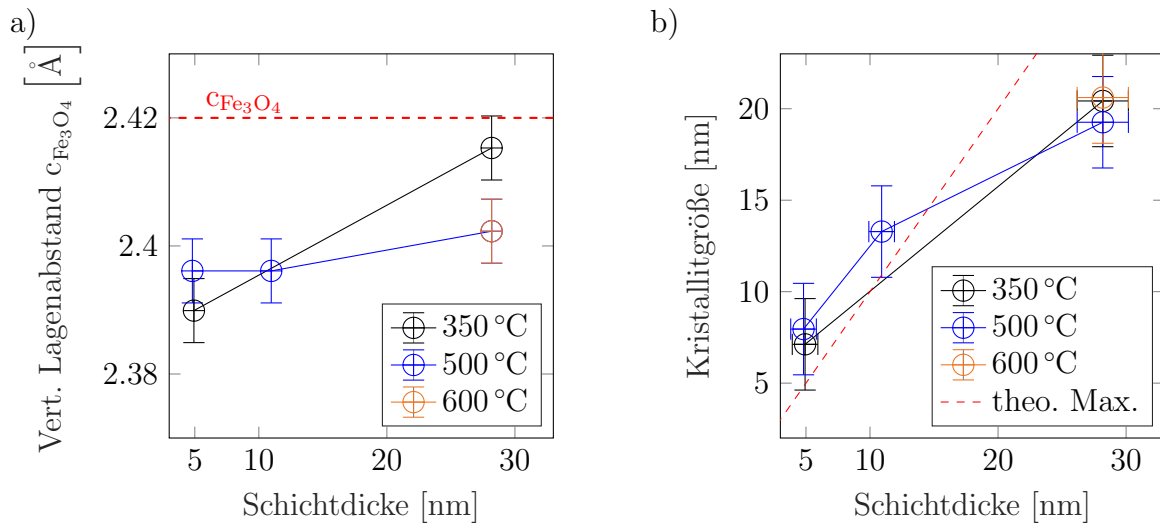 a)
Vert. Lagenabstand c_Fe₃O₄ [Å]
2.42
2.4
2.38
c_Fe₃O₄
350 °C
500 °C
600 °C
5 10 20 30
Schichtdicke [nm]
b)
Kristallitgröße [nm]
20
15
10
5
350 °C
500 °C
600 °C
theo. Max.
5 10 20 30
Schichtdicke [nm]